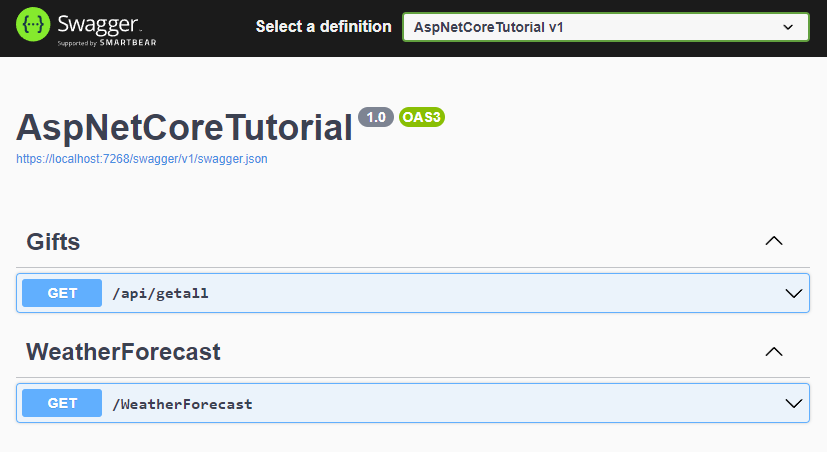 Swagger
Supported by SMARTBEAR
Select a definition
AspNetCoreTutorial v1
AspNetCoreTutorial 1.0 OAS3
https://localhost:7268/swagger/v1/swagger.json
Gifts
GET /api/getall
WeatherForecast
GET /WeatherForecast